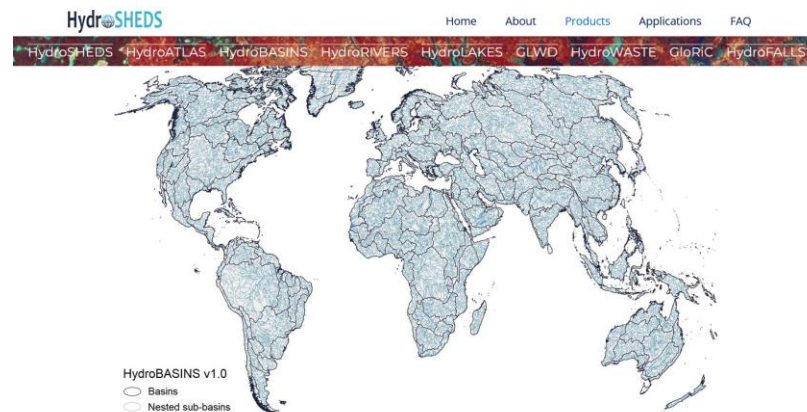 HydroSHEDS
Home About Products Applications FAQ
HydroSHEDS HydroATLAS HydroBASINS HydroRIVERS HydroLAKES GLWD HydroWASTE GloRiC HydroFALLS
HydroBASINS v1.0
Basins
Nested sub-basins